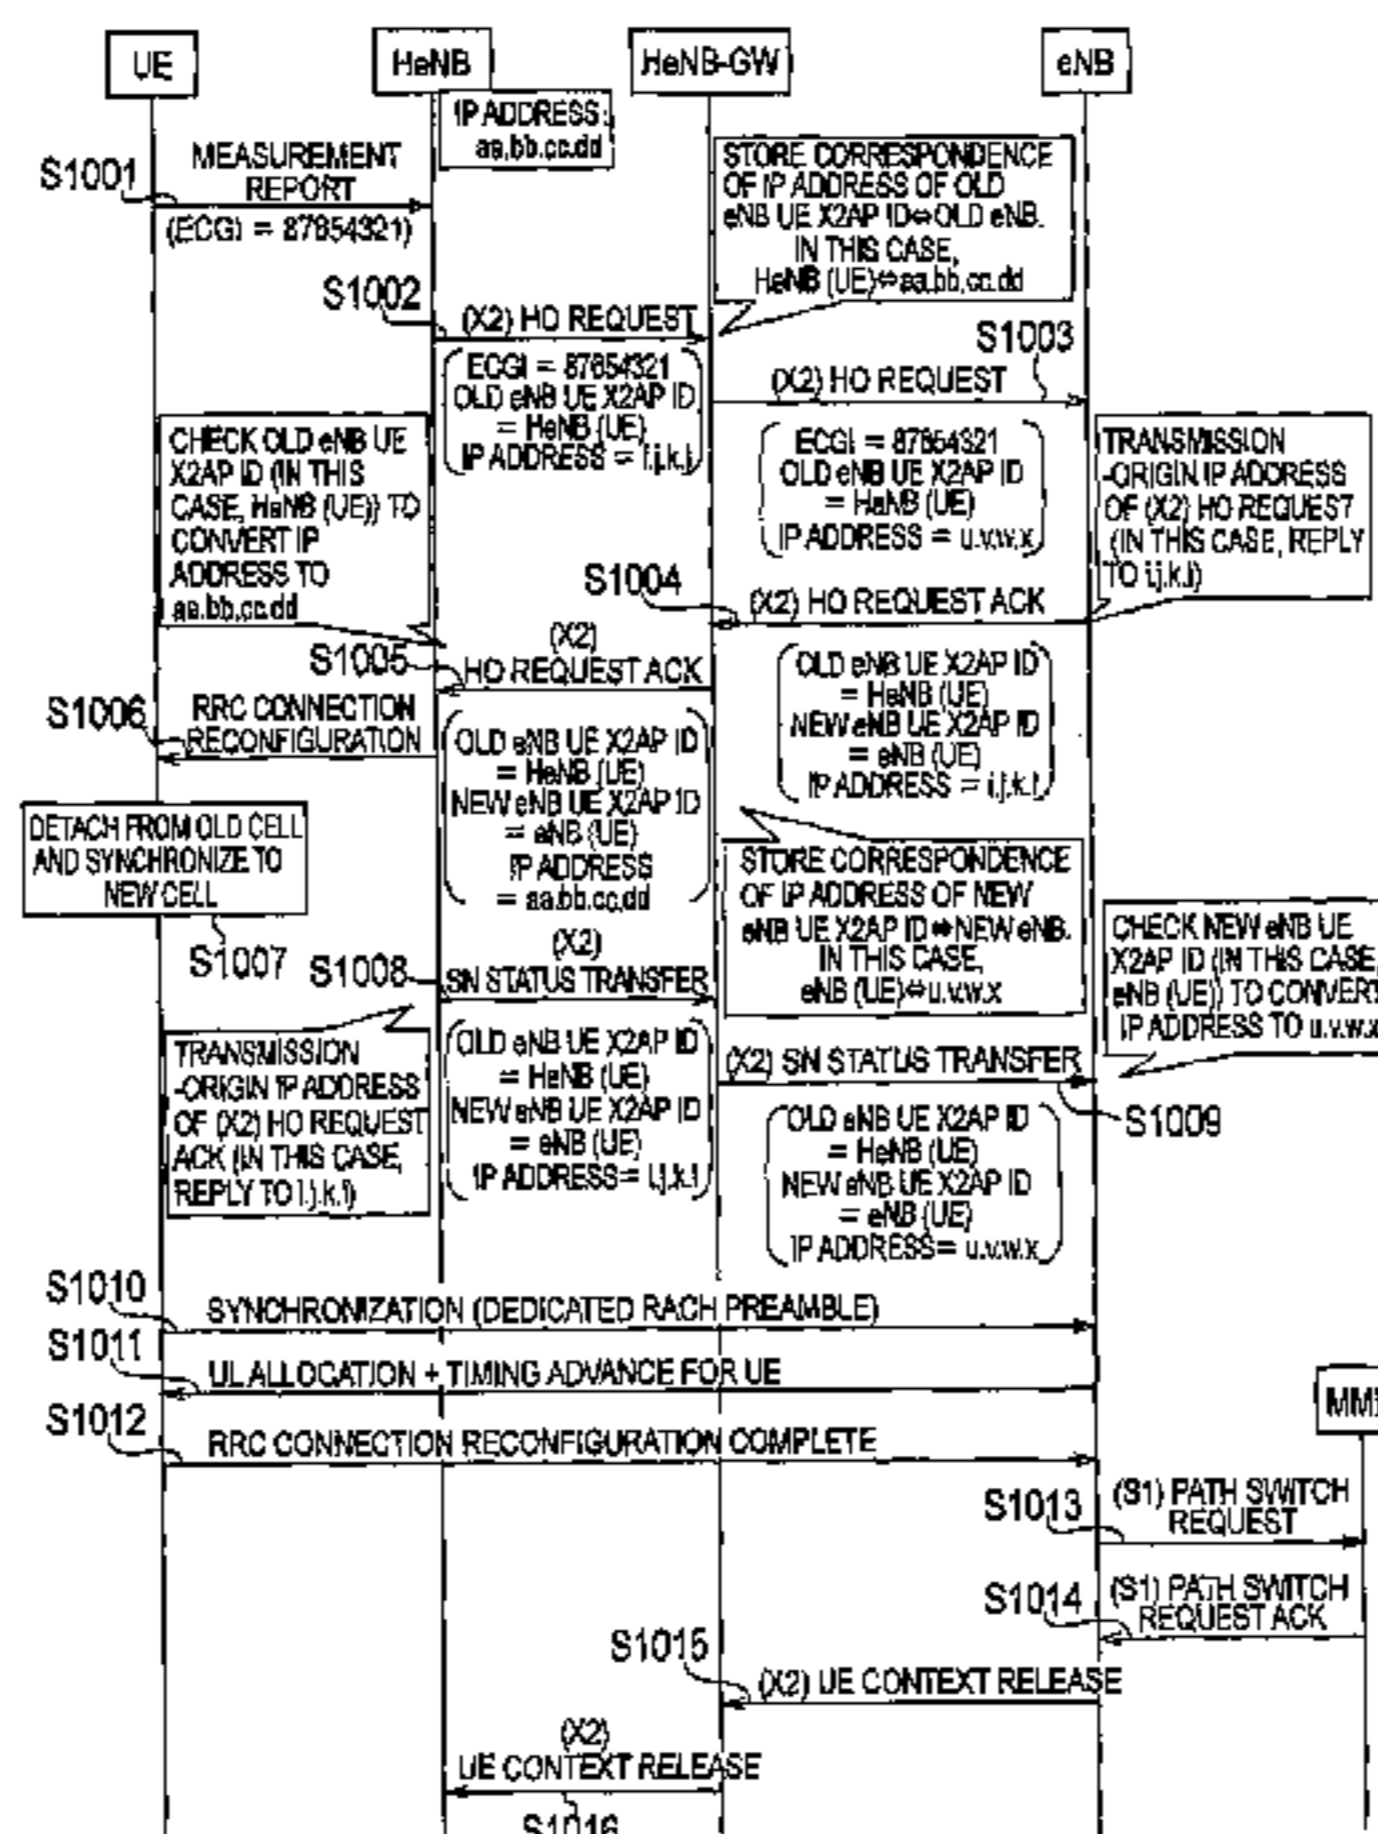 UE
HeNB
HeNB-GW
eNB
IP ADDRESS:
aa.bb.cc.dd
S1001
MEASUREMENT
REPORT
(ECGI = 87654321)
STORE CORRESPONDENCE
OF IP ADDRESS OF OLD
eNB UE X2AP ID⇔OLD eNB.
IN THIS CASE,
HeNB (UE)⇔aa.bb.cc.dd
S1002
(X2) HO REQUEST
ECGI = 87654321
OLD eNB UE X2AP ID
= HeNB (UE)
IP ADDRESS = i.j.k.l
S1003
(X2) HO REQUEST
ECGI = 87654321
OLD eNB UE X2AP ID
= HeNB (UE)
IP ADDRESS = u.v.w.x
CHECK OLD eNB UE
X2AP ID (IN THIS
CASE, HeNB (UE)) TO
CONVERT IP
ADDRESS TO
aa.bb.cc.dd
TRANSMISSION
-ORIGIN IP ADDRESS
OF (X2) HO REQUEST
(IN THIS CASE, REPLY
TO i.j.k.l)
S1004
(X2) HO REQUEST ACK
OLD eNB UE X2AP ID
= HeNB (UE)
NEW eNB UE X2AP ID
= eNB (UE)
IP ADDRESS = i.j.k.l
S1005
(X2)
HO REQUEST ACK
OLD eNB UE X2AP ID
= HeNB (UE)
NEW eNB UE X2AP ID
= eNB (UE)
IP ADDRESS
= aa.bb.cc.dd
S1006
RRC CONNECTION
RECONFIGURATION
DETACH FROM OLD CELL
AND SYNCHRONIZE TO
NEW CELL
S1007
STORE CORRESPONDENCE
OF IP ADDRESS OF NEW
eNB UE X2AP ID⇔NEW eNB.
IN THIS CASE,
eNB (UE)⇔u.v.w.x
S1008
(X2)
SN STATUS TRANSFER
OLD eNB UE X2AP ID
= HeNB (UE)
NEW eNB UE X2AP ID
= eNB (UE)
IP ADDRESS= i.j.k.l
CHECK NEW eNB UE
X2AP ID (IN THIS CASE,
eNB (UE)) TO CONVERT
IP ADDRESS TO u.v.w.x
TRANSMISSION
-ORIGIN IP ADDRESS
OF (X2) HO REQUEST
ACK (IN THIS CASE,
REPLY TO i.j.k.l)
(X2) SN STATUS TRANSFER
S1009
OLD eNB UE X2AP ID
= HeNB (UE)
NEW eNB UE X2AP ID
= eNB (UE)
IP ADDRESS= u.v.w.x
S1010
SYNCHRONIZATION (DEDICATED RACH PREAMBLE)
S1011
UL ALLOCATION + TIMING ADVANCE FOR UE
S1012
RRC CONNECTION RECONFIGURATION COMPLETE
S1013
(S1) PATH SWITCH
REQUEST
S1014
(S1) PATH SWITCH
REQUEST ACK
S1015
(X2) UE CONTEXT RELEASE
(X2)
UE CONTEXT RELEASE
S1016